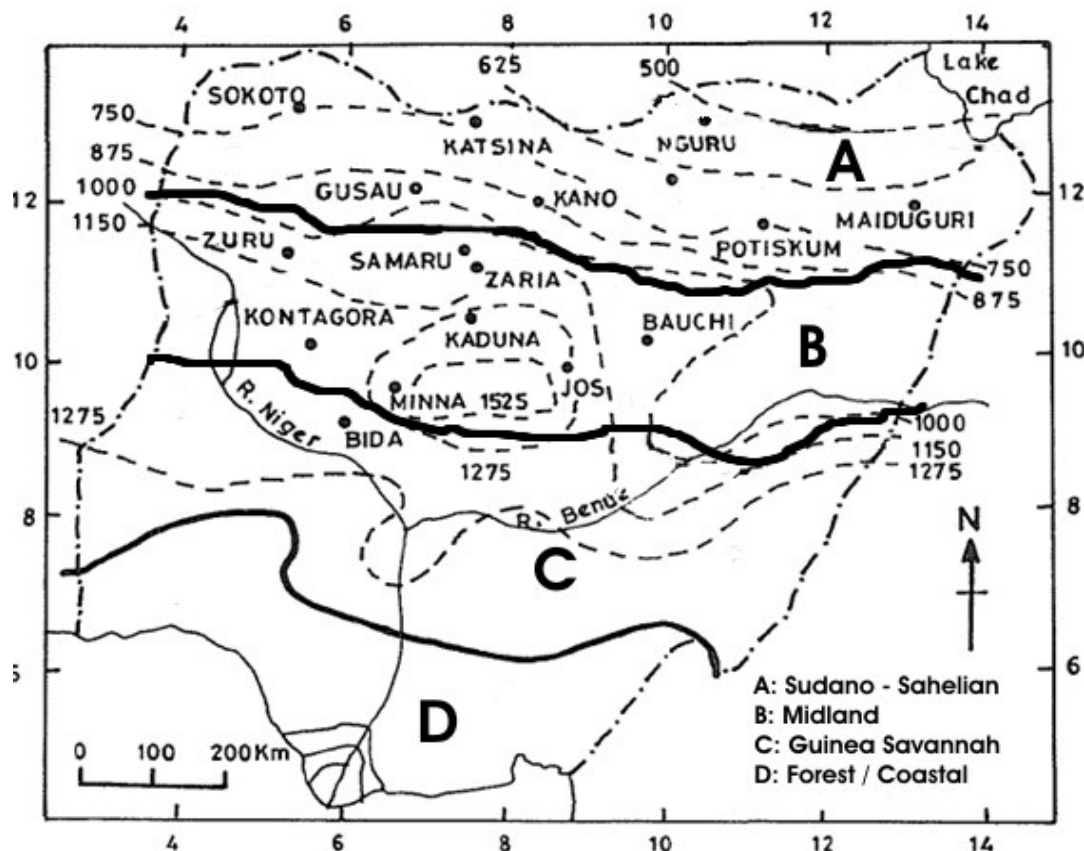 4 6 8 10 12 14
625 500
Lake
Chad
SOKOTO
750
KATSINA
NGURU
A
875
1000
GUSAU
KANO
12
12
MAIDUGURI
1150
ZURU
SAMARU
POTISKUM
750
ZARIA
875
KONTAGORA
BAUCHI
B
KADUNA
10
10
JOS
MINNA 1525
R. Niger
1275
BIDA
1000
1275
1150
1275
R. Benue
8
8
N
C
6
A: Sudano - Sahelian
B: Midland
C: Guinea Savannah
D: Forest / Coastal
D
0 100 200 Km
4 6 8 10 12 14